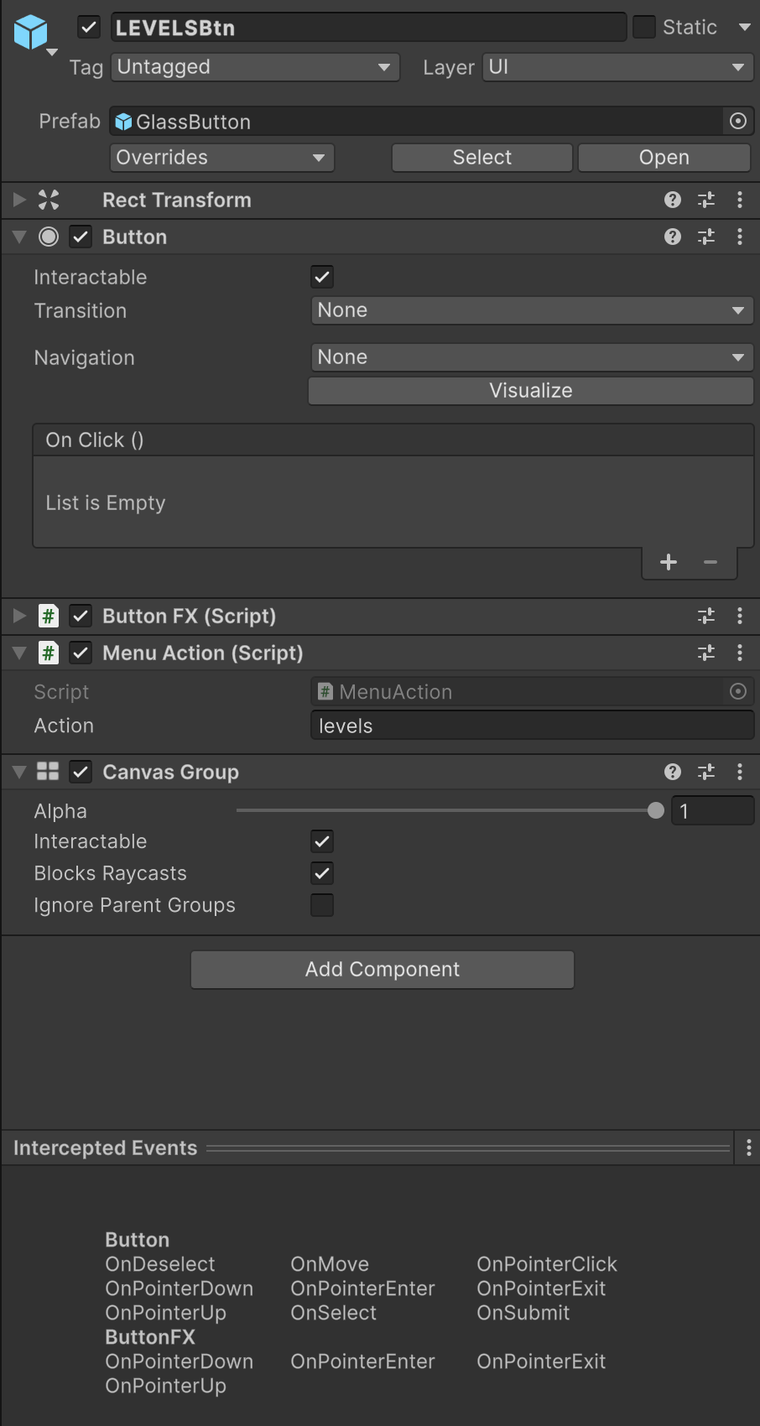 LEVELSBtn Static
Tag Untagged Layer UI
Prefab GlassButton
Overrides Select Open
Rect Transform
Button
Interactable
Transition None
Navigation None
Visualize
On Click ()
List is Empty
Button FX (Script)
# Menu Action (Script)
Script # MenuAction
Action levels
Canvas Group
Alpha 1
Interactable
Blocks Raycasts
Ignore Parent Groups
Add Component
Intercepted Events
Button
OnDeselect OnMove OnPointerClick
OnPointerDown OnPointerEnter OnPointerExit
OnPointerUp OnSelect OnSubmit
ButtonFX
OnPointerDown OnPointerEnter OnPointerExit
OnPointerUp